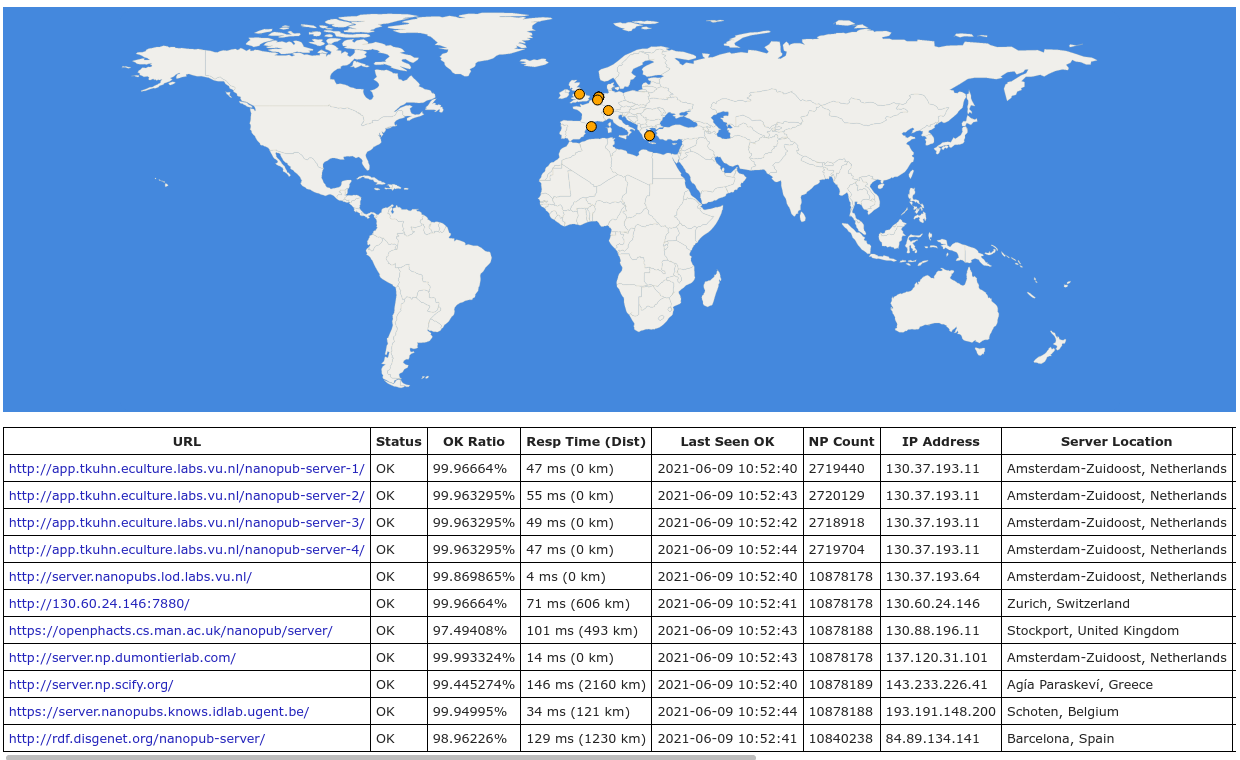 URL Status OK Ratio Resp Time (Dist) Last Seen OK NP Count IP Address Server Location
http://app.tkuhn.eculture.labs.vu.nl/nanopub-server-1/ OK 99.96664% 47 ms (0 km) 2021-06-09 10:52:40 2719440 130.37.193.11 Amsterdam-Zuidoost, Netherlands
http://app.tkuhn.eculture.labs.vu.nl/nanopub-server-2/ OK 99.963295% 55 ms (0 km) 2021-06-09 10:52:43 2720129 130.37.193.11 Amsterdam-Zuidoost, Netherlands
http://app.tkuhn.eculture.labs.vu.nl/nanopub-server-3/ OK 99.963295% 49 ms (0 km) 2021-06-09 10:52:42 2718918 130.37.193.11 Amsterdam-Zuidoost, Netherlands
http://app.tkuhn.eculture.labs.vu.nl/nanopub-server-4/ OK 99.963295% 47 ms (0 km) 2021-06-09 10:52:44 2719704 130.37.193.11 Amsterdam-Zuidoost, Netherlands
http://server.nanopubs.lod.labs.vu.nl/ OK 99.869865% 4 ms (0 km) 2021-06-09 10:52:40 10878178 130.37.193.64 Amsterdam-Zuidoost, Netherlands
http://130.60.24.146:7880/ OK 99.96664% 71 ms (606 km) 2021-06-09 10:52:41 10878178 130.60.24.146 Zurich, Switzerland
https://openphacts.cs.man.ac.uk/nanopub/server/ OK 97.49408% 101 ms (493 km) 2021-06-09 10:52:43 10878188 130.88.196.11 Stockport, United Kingdom
http://server.np.dumontierlab.com/ OK 99.993324% 14 ms (0 km) 2021-06-09 10:52:43 10878178 137.120.31.101 Amsterdam-Zuidoost, Netherlands
http://server.np.scify.org/ OK 99.445274% 146 ms (2160 km) 2021-06-09 10:52:40 10878189 143.233.226.41 Agía Paraskeví, Greece
https://server.nanopubs.knows.idlab.ugent.be/ OK 99.94995% 34 ms (121 km) 2021-06-09 10:52:44 10878188 193.191.148.200 Schoten, Belgium
http://rdf.disgenet.org/nanopub-server/ OK 98.96226% 129 ms (1230 km) 2021-06-09 10:52:41 10840238 84.89.134.141 Barcelona, Spain